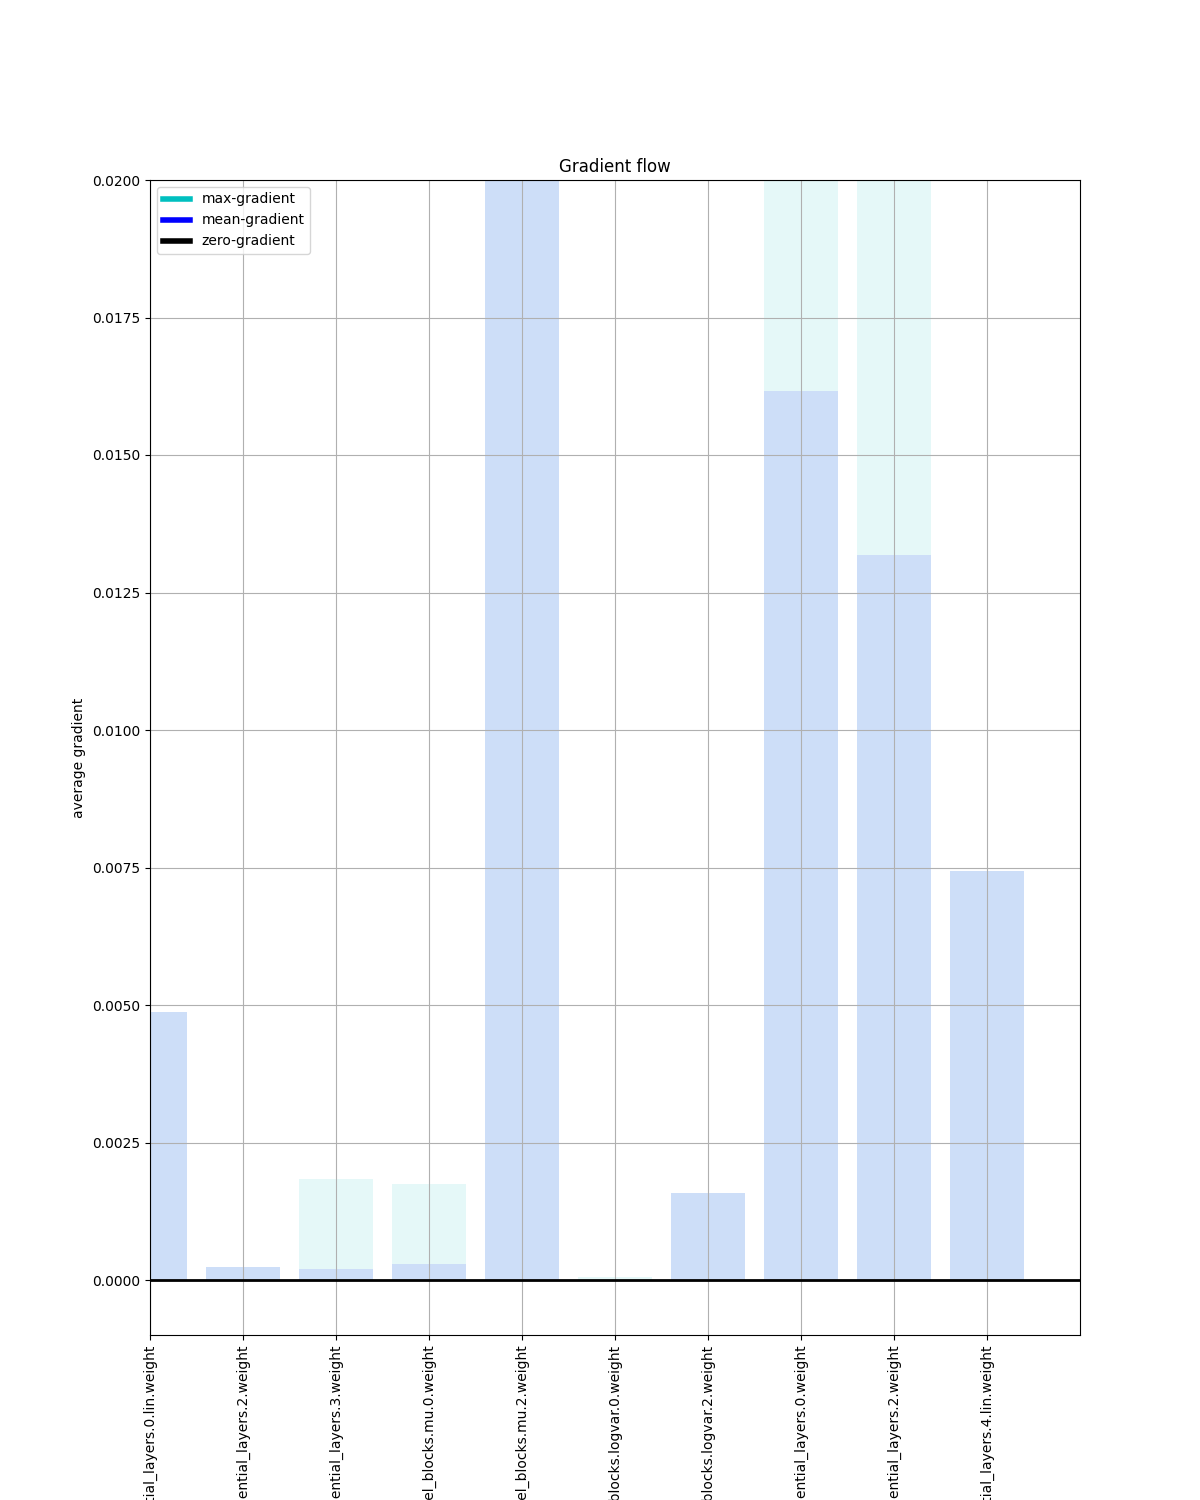 Gradient flow
max-gradient
mean-gradient
zero-gradient
0.0200
0.0175
0.0150
0.0125
0.0100
0.0075
0.0050
0.0025
0.0000
average gradient
tial_layers.0.lin.weight
ential_layers.2.weight
ential_layers.3.weight
el_blocks.mu.0.weight
el_blocks.mu.2.weight
blocks.logvar.0.weight
blocks.logvar.2.weight
ential_layers.0.weight
ential_layers.2.weight
tial_layers.4.lin.weight